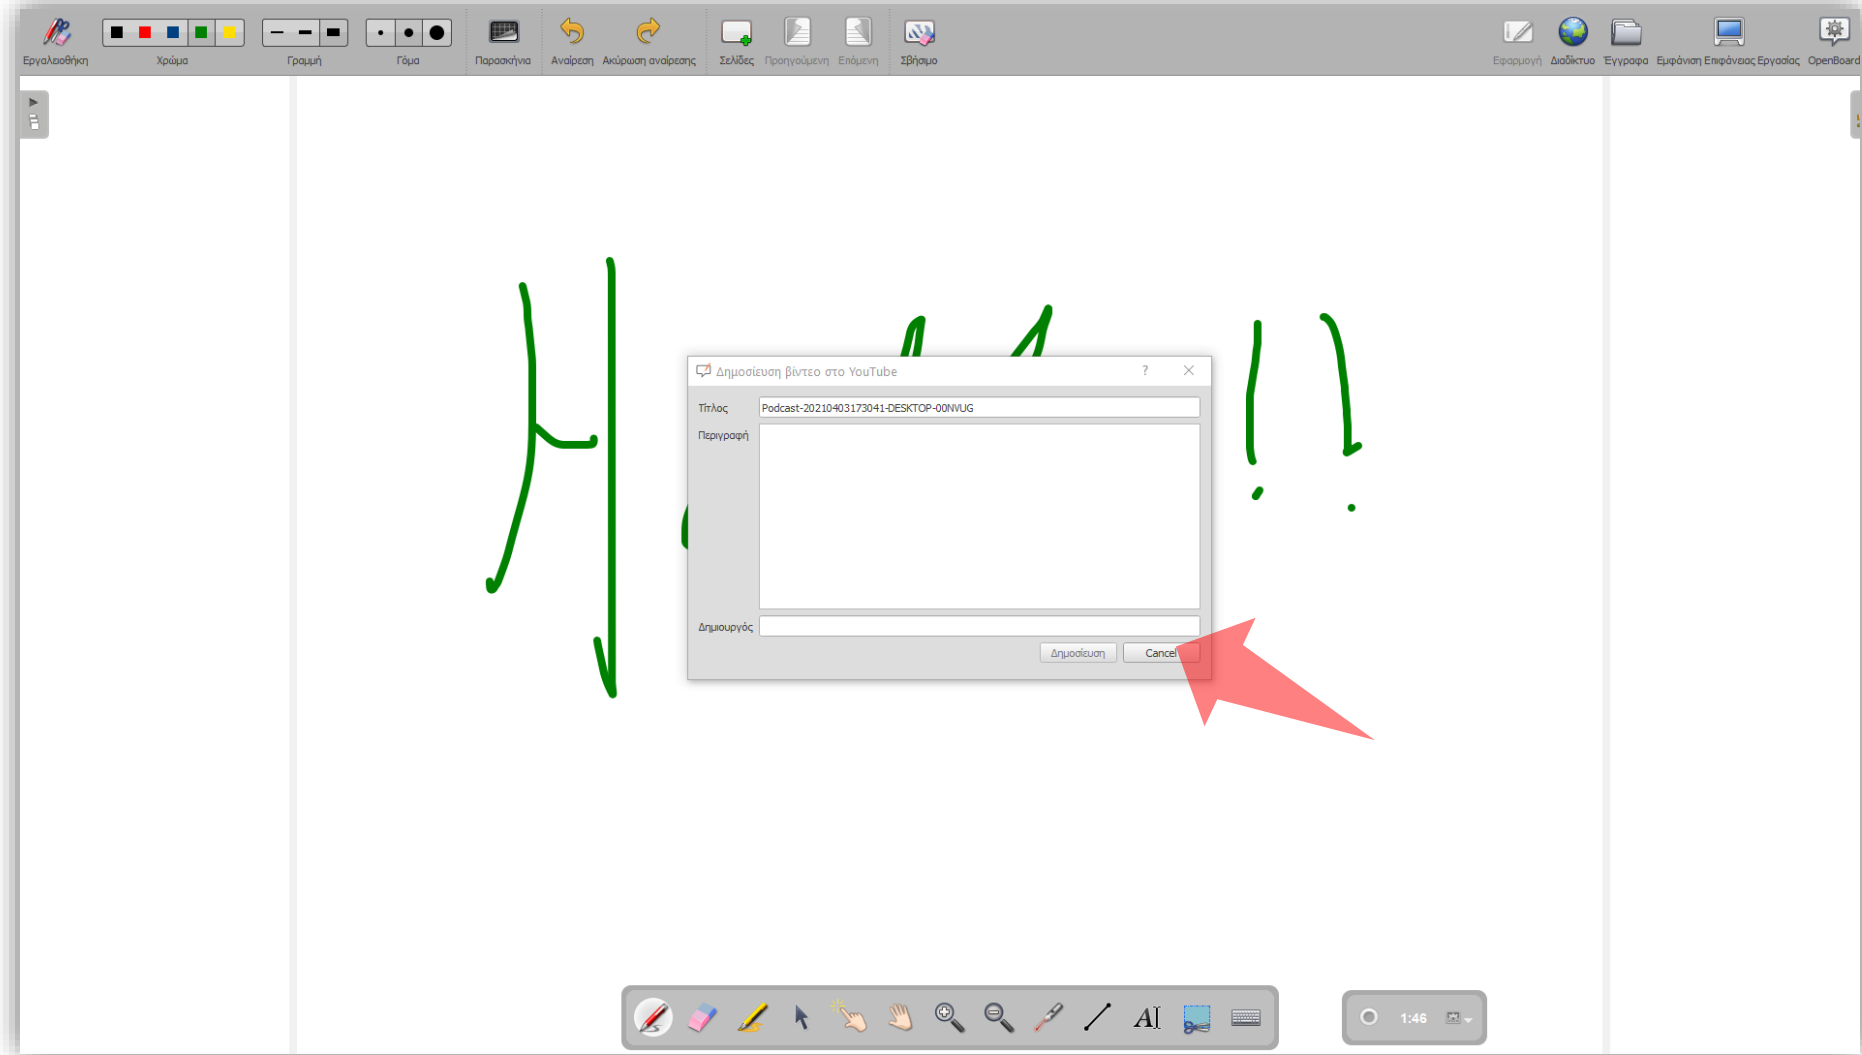 Εργαλειοθήκη Χρώμα Γραμμή Γόμα Παρασκήνια Αναίρεση Ακύρωση αναίρεσης Σελίδες Προηγούμενη Επόμενη Σβήσιμο Εφαρμογή Διαδίκτυο Έγγραφα Εμφάνιση Επιφάνειας Εργασίας OpenBoard
Δημοσίευση βίντεο στο YouTube ?
Τίτλος Podcast-20210403173041-DESKTOP-00NVUG
Περιγραφή
Δημιουργός
Δημοσίευση Cancel
1:46